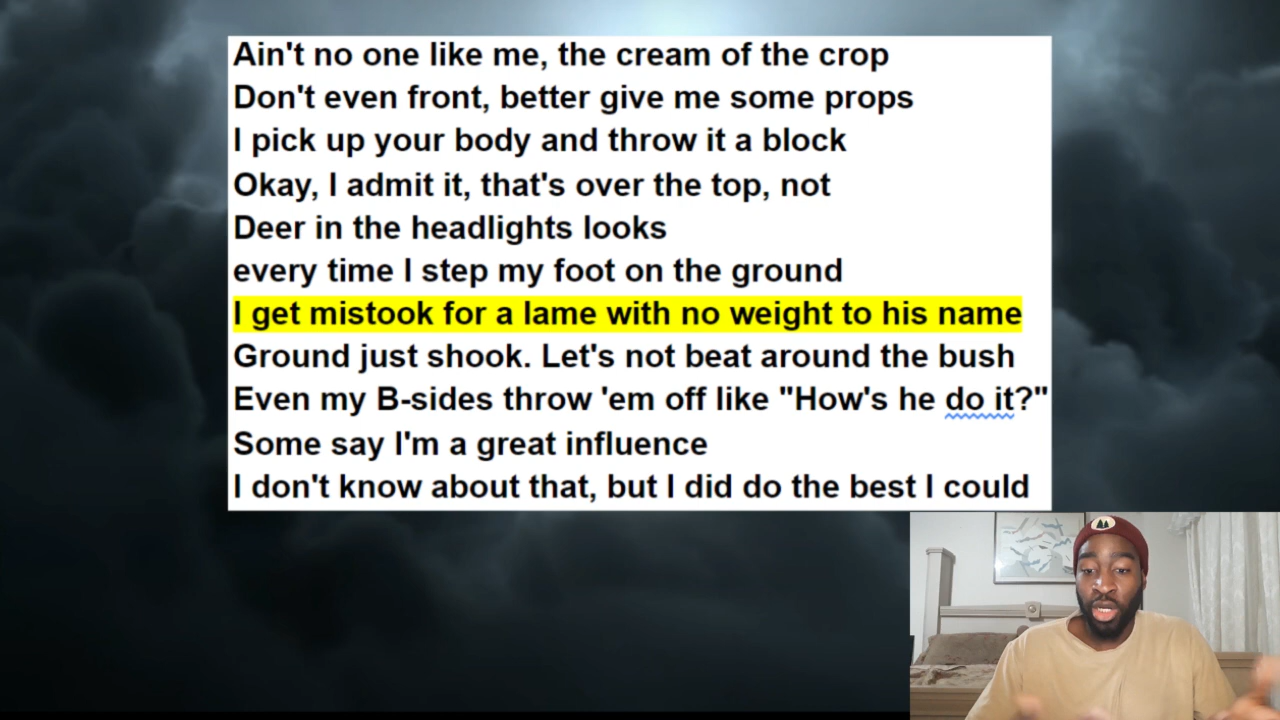 Ain't no one like me, the cream of the crop
Don't even front, better give me some props
I pick up your body and throw it a block
Okay, I admit it, that's over the top, not
Deer in the headlights looks
every time I step my foot on the ground
I get mistook for a lame with no weight to his name
Ground just shook. Let's not beat around the bush
Even my B-sides throw 'em off like "How's he do it?"
Some say I'm a great influence
I don't know about that, but I did do the best I could